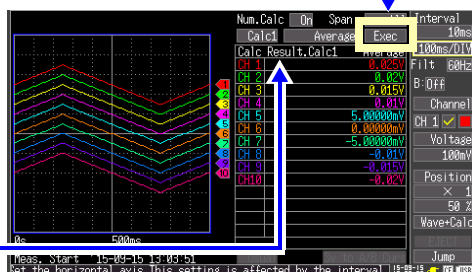 Num.Calc On Span All Interval
Calc1 Average Exec 10ms
Calc Result.Calc1 Average 100ms/DIV
CH 1 0.025V Filt 60Hz
CH 2 0.02V
CH 3 0.015V B:Off
CH 4 0.01V Channel
CH 5 5.00000mV CH 1
CH 6 0.00000mV
CH 7 -5.00000mV Voltage
CH 8 -0.01V 100mV
CH 9 -0.015V Position
CH10 -0.02V × 1
50 %
Wave+Calc
EJECT
0s 500ms
Meas. Start '15-09-15 13:03:51 Jump
Set the horizontal axis This setting is affected by the interval